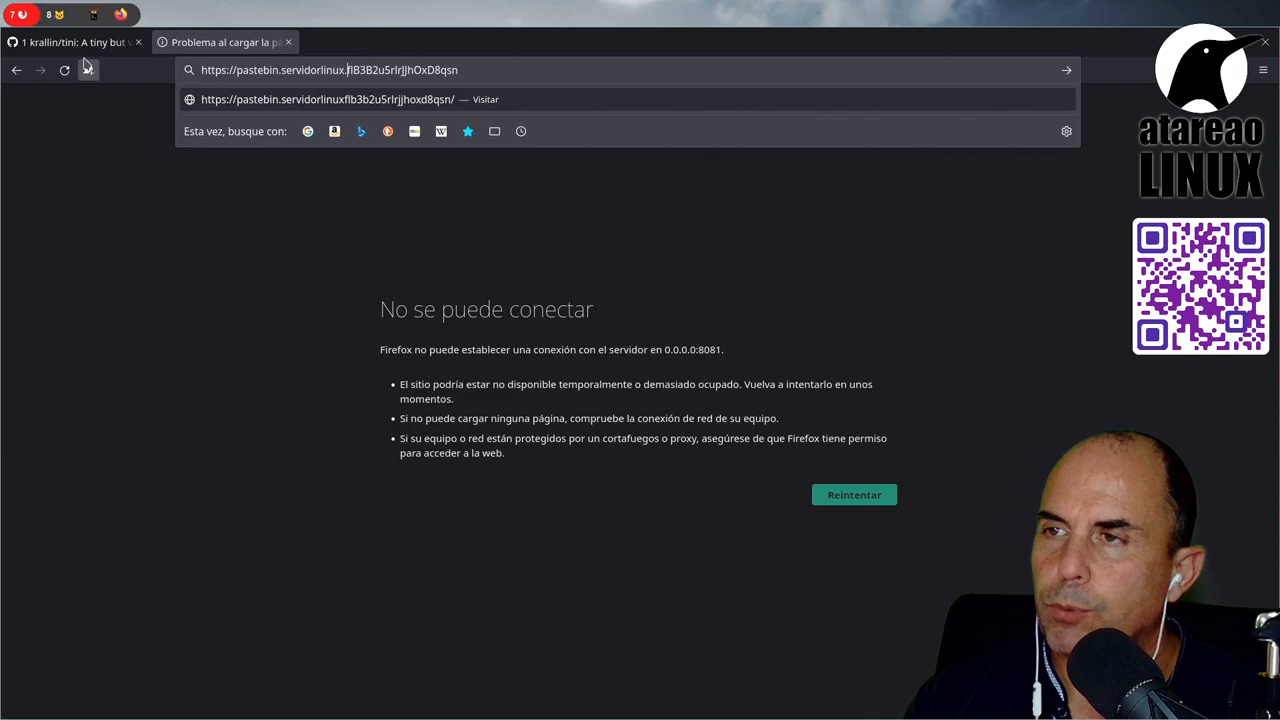 7 8
1 krallin/tini: A tiny but v
Problema al cargar la pá
https://pastebin.servidorlinux.flB3B2u5rIrJJhOxD8qsn
https://pastebin.servidorlinuxflb3b2u5rlrjjhoxd8qsn/ — Visitar
Esta vez, busque con:
atareao
LINUX
No se puede conectar
Firefox no puede establecer una conexión con el servidor en 0.0.0.0:8081.
• El sitio podría estar no disponible temporalmente o demasiado ocupado. Vuelva a intentarlo en unos
momentos.
• Si no puede cargar ninguna página, compruebe la conexión de red de su equipo.
• Si su equipo o red están protegidos por un cortafuegos o proxy, asegúrese de que Firefox tiene permiso
para acceder a la web.
Reintentar